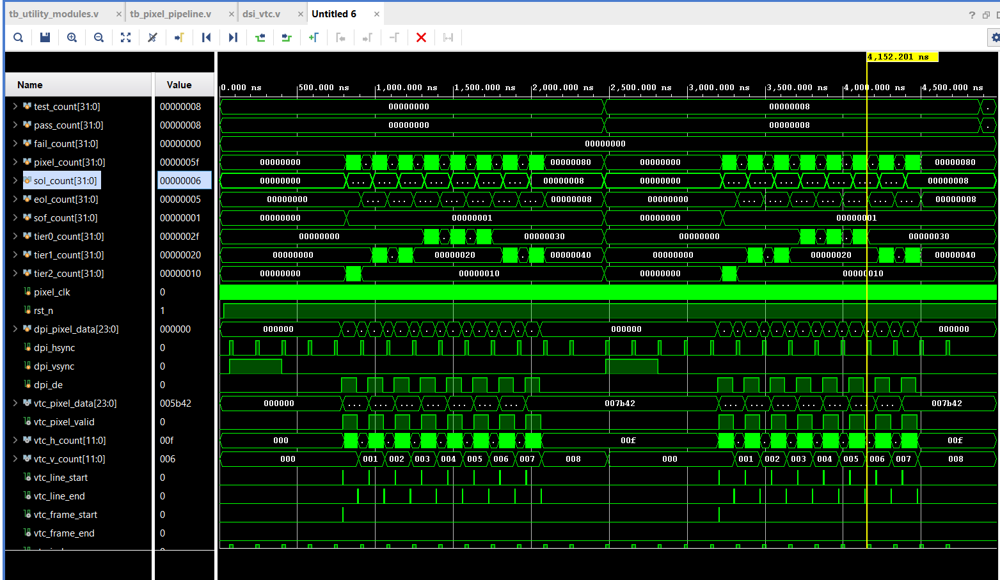 tb_utility_modules.v × tb_pixel_pipeline.v × dsi_vtc.v × Untitled 6 × ?
4,152.201 ns
Name Value 0.000 ns 500.000 ns 1,000.000 ns 1,500.000 ns 2,000.000 ns 2,500.000 ns 3,000.000 ns 3,500.000 ns 4,000.000 ns 4,500.000 ns
test_count[31:0] 00000008 00000000 00000008 .
pass_count[31:0] 00000008 00000000 00000008 .
fail_count[31:0] 00000000 00000000
pixel_count[31:0] 0000005f 00000000 . . . . . . . 00000080 00000000 . . . . . . . 00000080
sol_count[31:0] 00000006 00000000 ... ... ... ... ... ... ... 00000008 00000000 ... ... ... ... ... ... ... 00000008
eol_count[31:0] 00000005 00000000 ... ... ... ... ... ... ... 00000008 00000000 ... ... ... ... ... ... ... 00000008
sof_count[31:0] 00000001 00000000 00000001 00000000 00000001
tier0_count[31:0] 0000002f 00000000 . . 00000030 00000000 . . 00000030
tier1_count[31:0] 00000020 00000000 . 00000020 . 00000040 00000000 . 00000020 . 00000040
tier2_count[31:0] 00000010 00000000 00000010 00000000 00000010
pixel_clk 0
rst_n 1
dpi_pixel_data[23:0] 000000 000000 . . . . . . . . . . . . . . . 000000 . . . . . . . . . . . . . . . 000000
dpi_hsync 0
dpi_vsync 0
dpi_de 0
vtc_pixel_data[23:0] 005b42 000000 ... ... ... ... ... ... ... 007b42 ... ... ... ... ... ... ... 007b42
vtc_pixel_valid 0
vtc_h_count[11:0] 00f 000 . . . . . . . 00f . . . . . . . 00f
vtc_v_count[11:0] 006 000 001 002 003 004 005 006 007 008 000 001 002 003 004 005 006 007 008
vtc_line_start 0
vtc_line_end 0
vtc_frame_start 0
vtc_frame_end 0